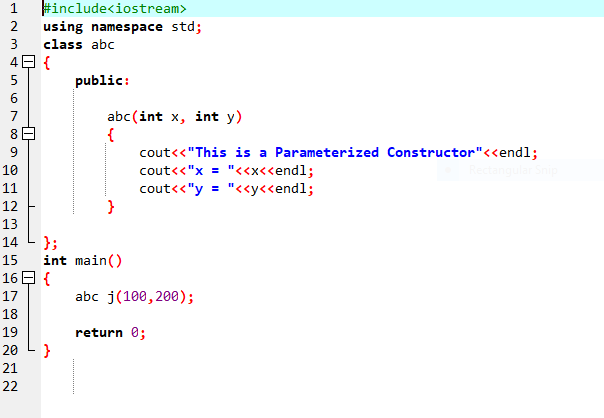 1 #include<iostream>
2 using namespace std;
3 class abc
4 {
5 public:
6
7 abc(int x, int y)
8 {
9 cout<<"This is a Parameterized Constructor"<<endl;
10 cout<<"x = "<<x<<endl;
11 cout<<"y = "<<y<<endl;
12 }
13
14 };
15 int main()
16 {
17 abc j(100,200);
18
19 return 0;
20 }
21
22